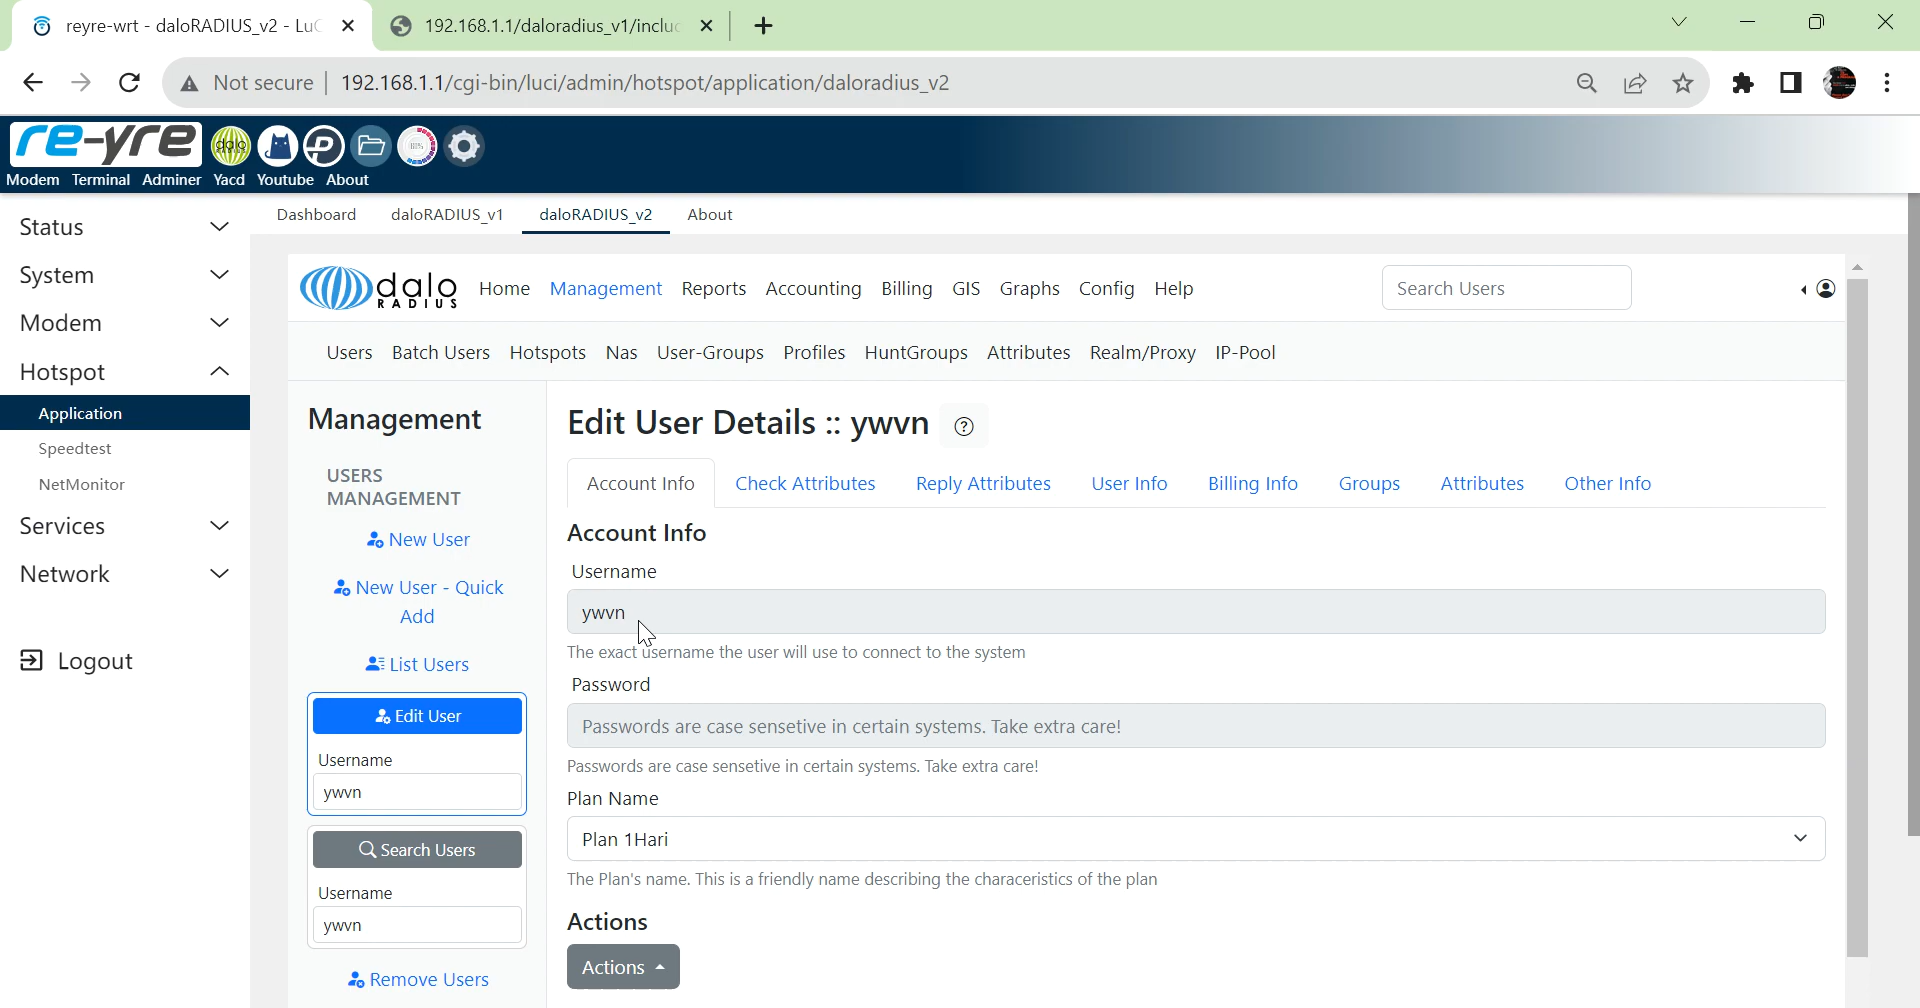 reyre-wrt - daloRADIUS_v2 - LuC
192.168.1.1/daloradius_v1/includ
Not secure
192.168.1.1/cgi-bin/luci/admin/hotspot/application/daloradius_v2
re-yre
dalo
Modem Terminal Adminer Yacd Youtube About
Status
System
Modem
Hotspot
Application
Speedtest
NetMonitor
Services
Network
Logout
Dashboard daloRADIUS_v1 daloRADIUS_v2 About
dalo
RADIUS
Home Management Reports Accounting Billing GIS Graphs Config Help
Search Users
Users Batch Users Hotspots Nas User-Groups Profiles HuntGroups Attributes Realm/Proxy IP-Pool
Management
USERS
MANAGEMENT
New User
New User - Quick
Add
List Users
Edit User
Username
ywvn
Search Users
Username
ywvn
Remove Users
Edit User Details :: ywvn
Account Info Check Attributes Reply Attributes User Info Billing Info Groups Attributes Other Info
Account Info
Username
ywvn
The exact username the user will use to connect to the system
Password
Passwords are case sensetive in certain systems. Take extra care!
Passwords are case sensetive in certain systems. Take extra care!
Plan Name
Plan 1Hari
The Plan's name. This is a friendly name describing the characeristics of the plan
Actions
Actions